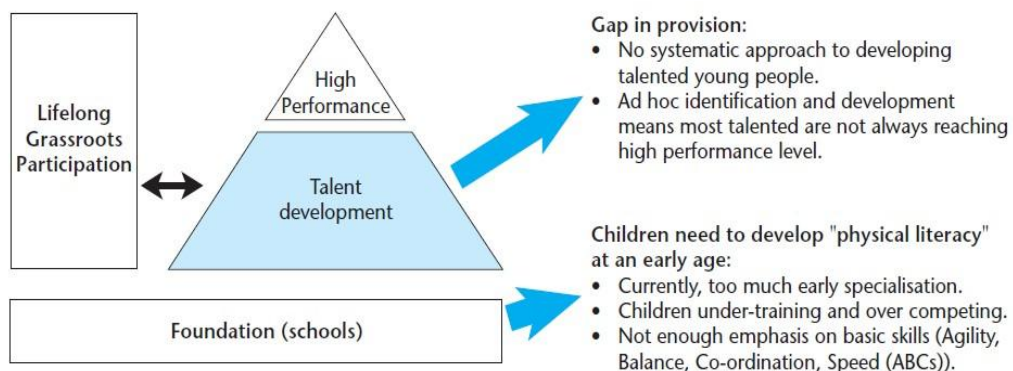 Lifelong
Grassroots
Participation
High
Performance
Talent
development
Foundation (schools)
Gap in provision:
• No systematic approach to developing
talented young people.
• Ad hoc identification and development
means most talented are not always reaching
high performance level.
Children need to develop "physical literacy"
at an early age:
• Currently, too much early specialisation.
• Children under-training and over competing.
• Not enough emphasis on basic skills (Agility,
Balance, Co-ordination, Speed (ABCs)).